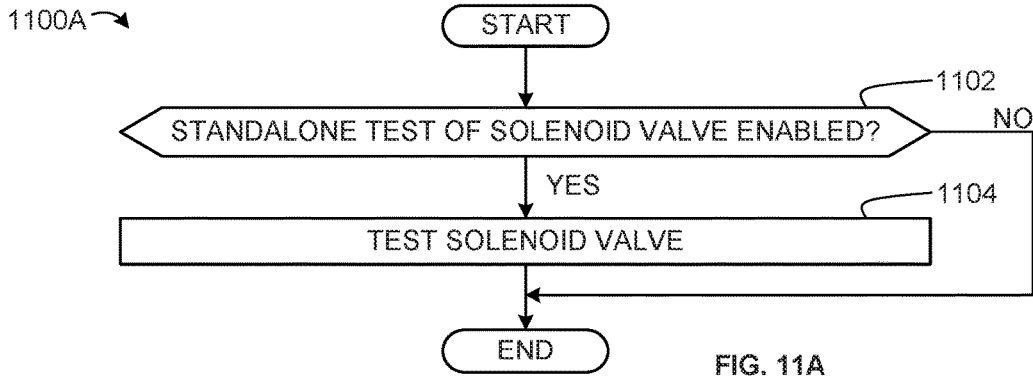 1100A
START
1102
STANDALONE TEST OF SOLENOID VALVE ENABLED?
NO
YES
1104
TEST SOLENOID VALVE
END
FIG. 11A